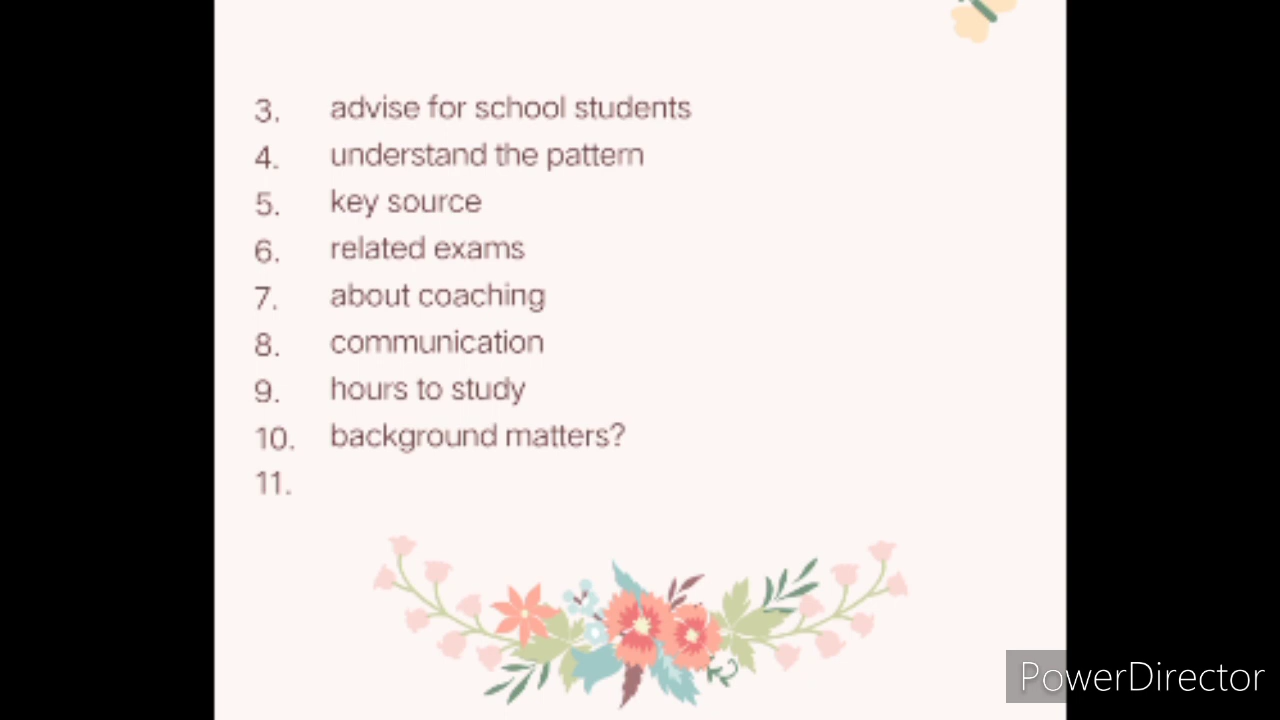 3. advise for school students
4. understand the pattern
5. key source
6. related exams
7. about coaching
8. communication
9. hours to study
10. background matters?
11.
PowerDirector